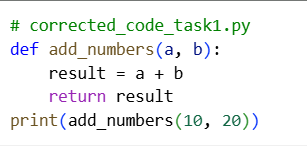 # corrected_code_task1.py
def add_numbers(a, b):
    result = a + b
    return result
print(add_numbers(10, 20))